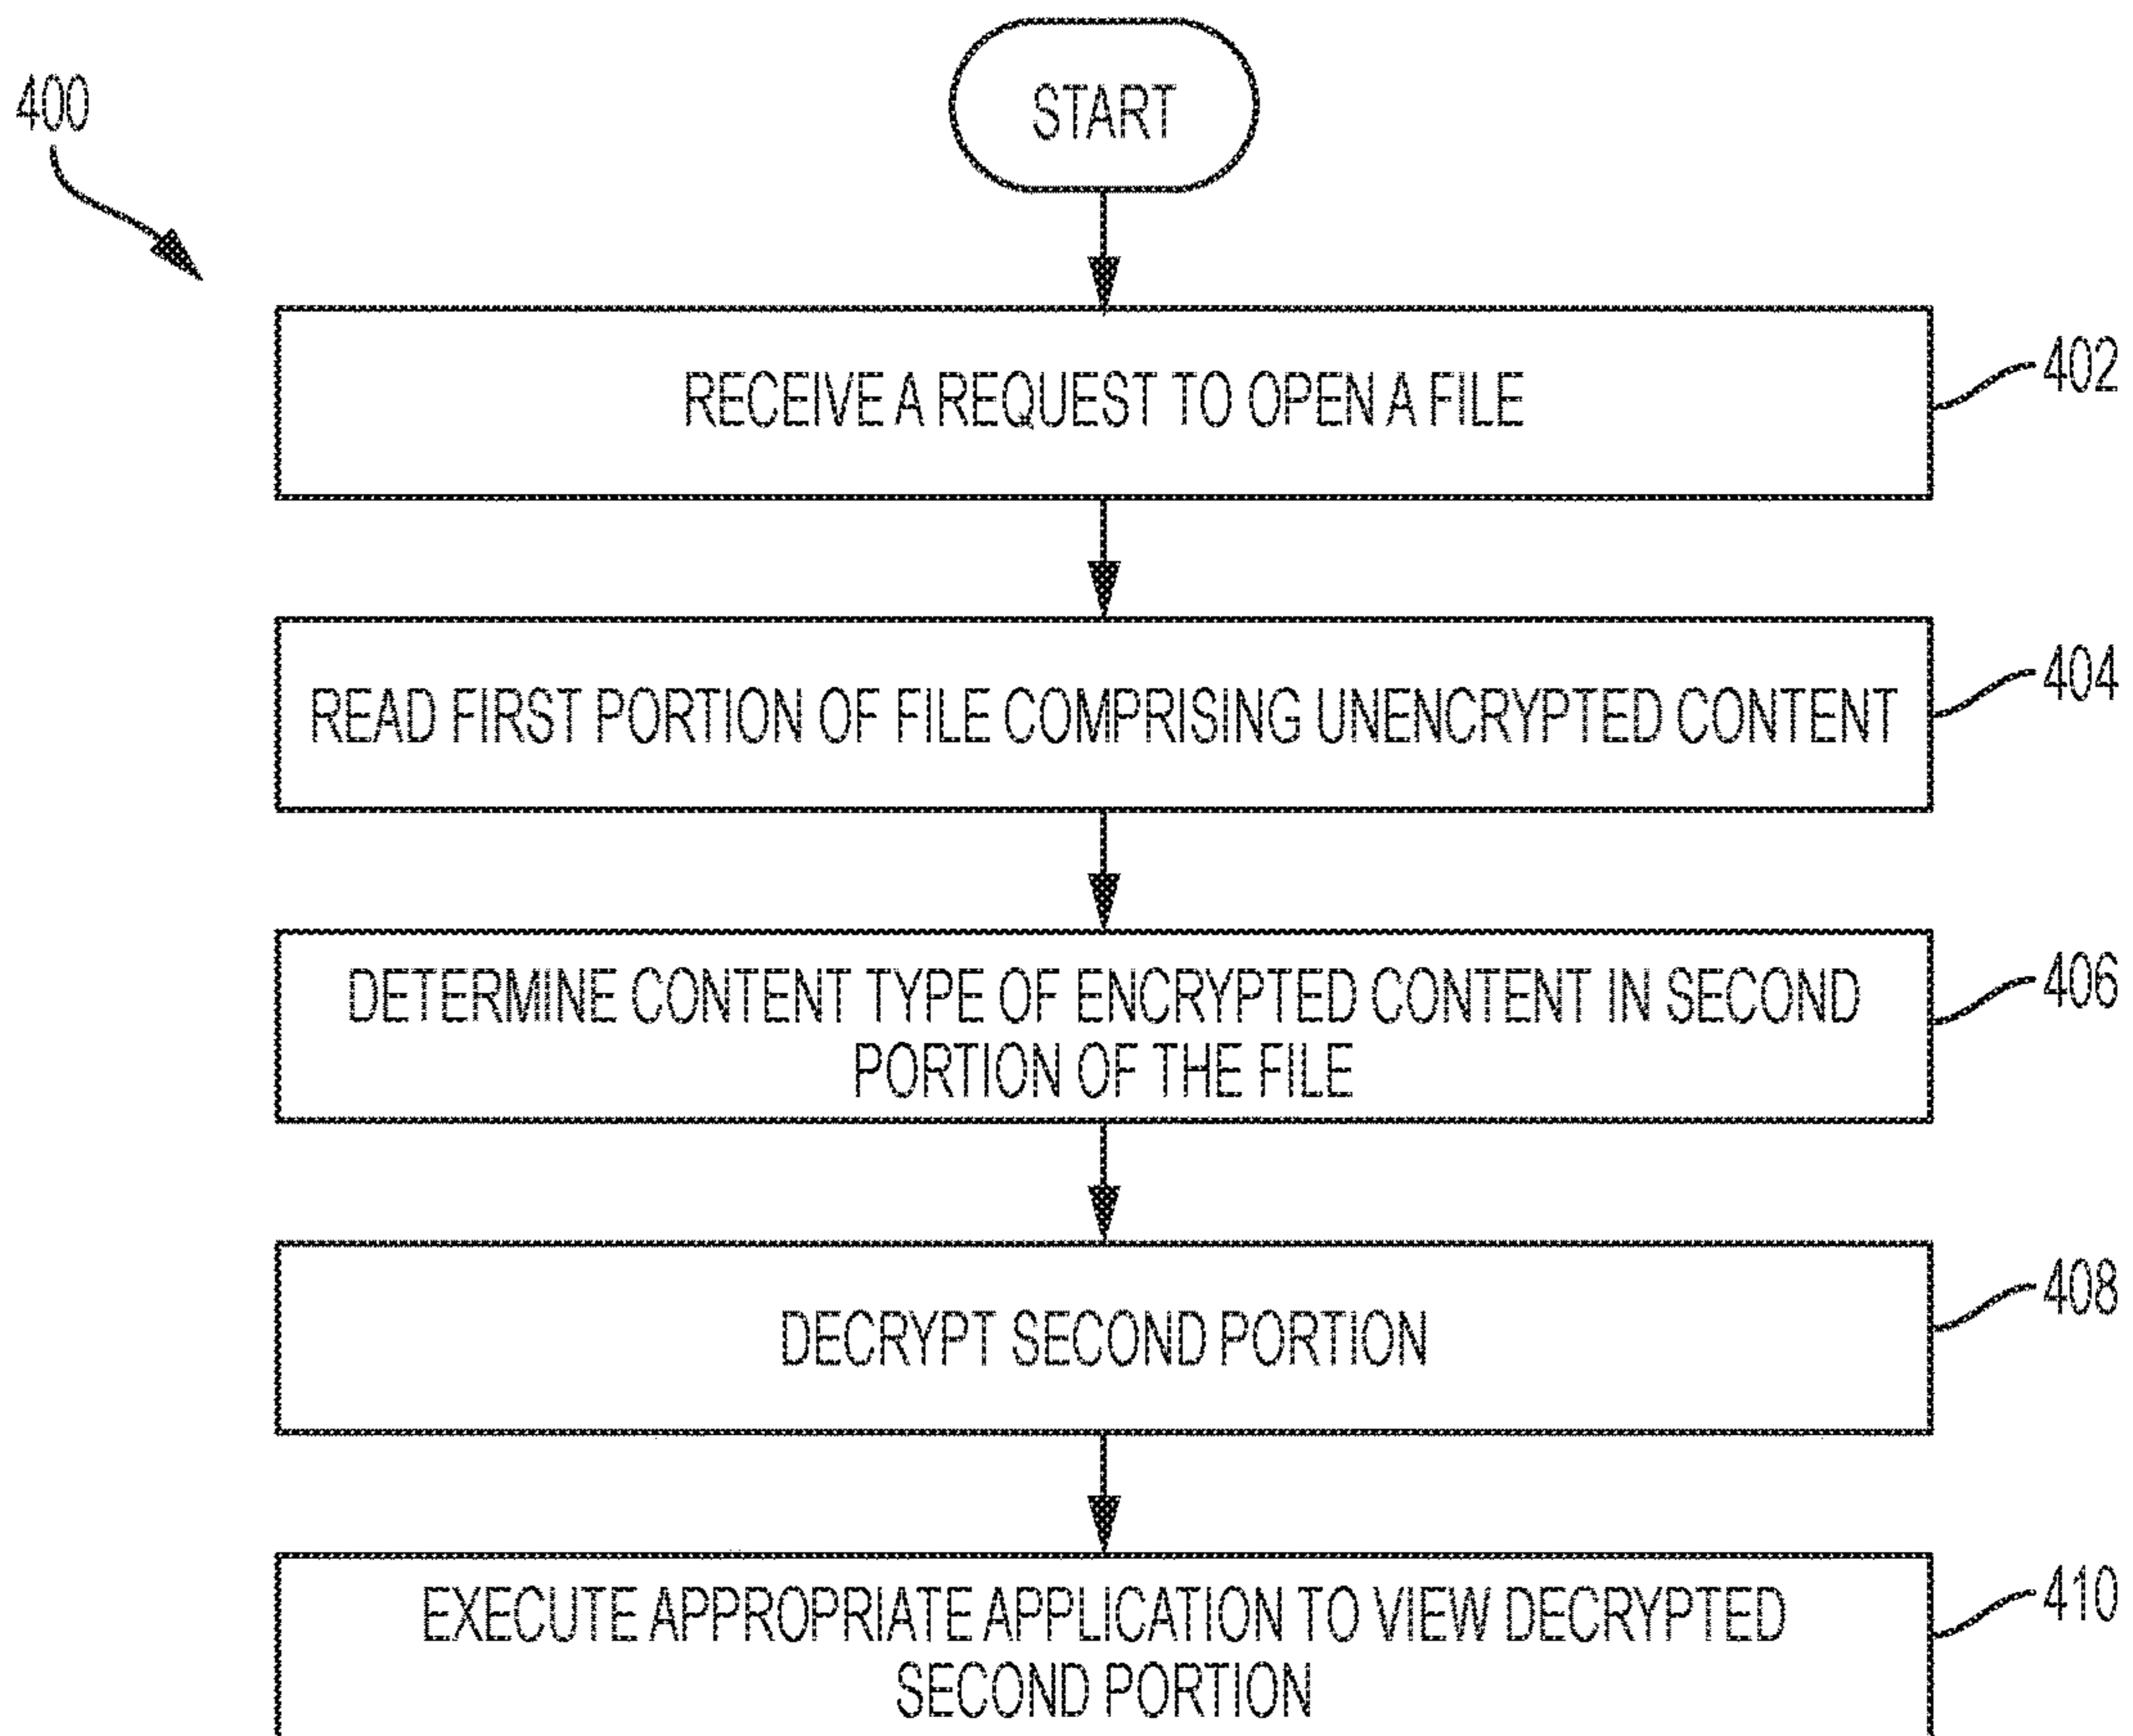 400
START
RECEIVE A REQUEST TO OPEN A FILE
402
READ FIRST PORTION OF FILE COMPRISING UNENCRYPTED CONTENT
404
DETERMINE CONTENT TYPE OF ENCRYPTED CONTENT IN SECOND
PORTION OF THE FILE
406
DECRYPT SECOND PORTION
408
EXECUTE APPROPRIATE APPLICATION TO VIEW DECRYPTED
SECOND PORTION
410